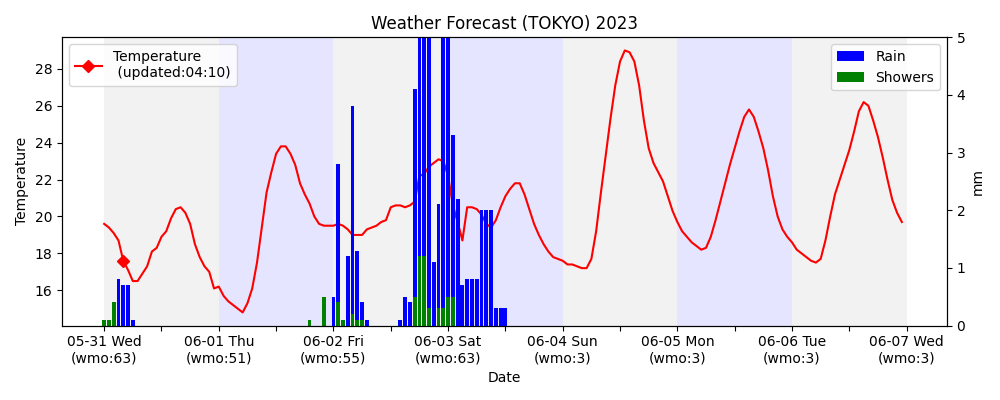 Weather Forecast (TOKYO) 2023
Temperature
(updated:04:10)
Rain
Showers
28
26
24
22
20
18
16
Temperature
5
4
3
2
1
0
mm
05-31 Wed
(wmo:63)
06-01 Thu
(wmo:51)
06-02 Fri
(wmo:55)
06-03 Sat
(wmo:63)
06-04 Sun
(wmo:3)
06-05 Mon
(wmo:3)
06-06 Tue
(wmo:3)
06-07 Wed
(wmo:3)
Date